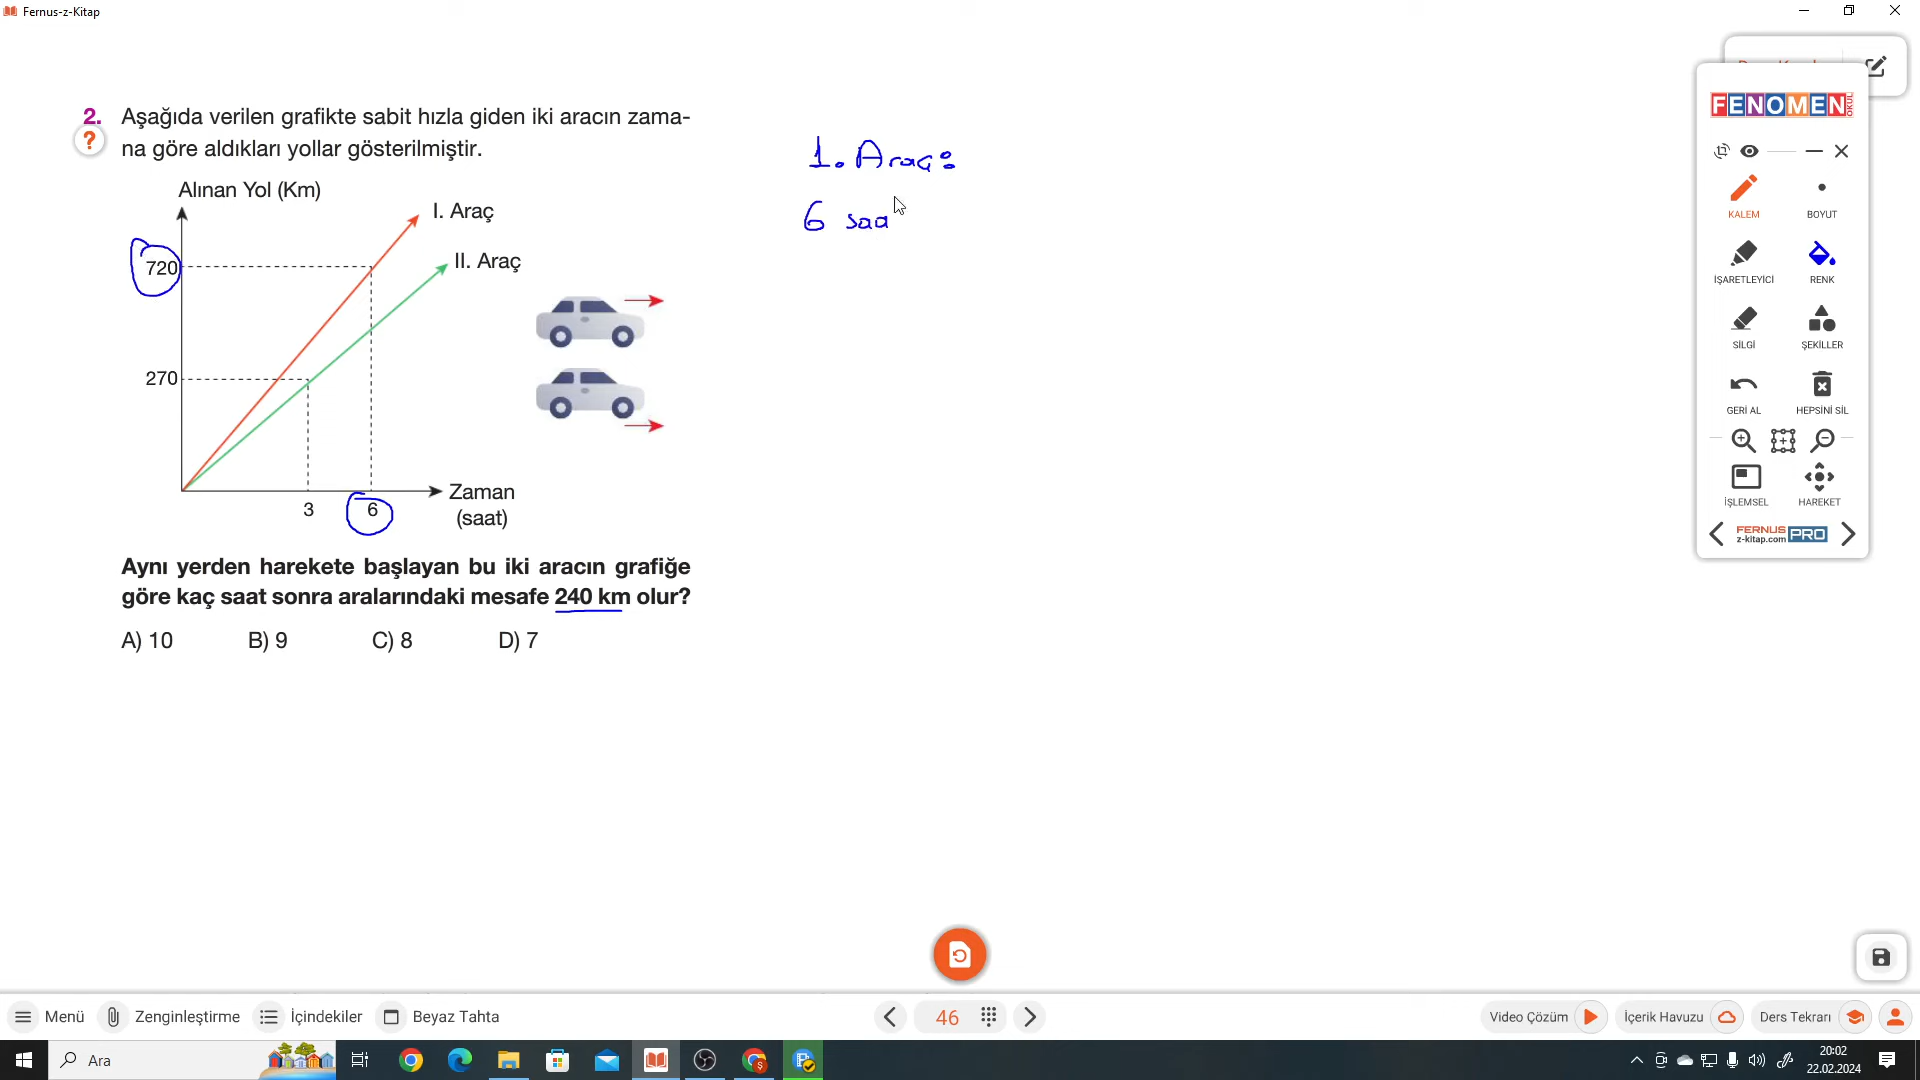 Fernus-z-Kitap
2. Aşağıda verilen grafikte sabit hızla giden iki aracın zama-
? na göre aldıkları yollar gösterilmiştir.
Alınan Yol (Km)
I. Araç
II. Araç
720
270
3
6
Zaman
(saat)
Aynı yerden harekete başlayan bu iki aracın grafiğe
göre kaç saat sonra aralarındaki mesafe 240 km olur?
A) 10 B) 9 C) 8 D) 7
1. Araç:
6 saa
FENOMEN OKUL
KALEM BOYUT
İŞARETLEYİCİ RENK
SİLGİ ŞEKİLLER
GERİ AL HEPSİNİ SİL
İŞLEMSEL HAREKET
FERNUS PRO
z-kitap.com
Menü Zenginleştirme İçindekiler Beyaz Tahta 46 Video Çözüm İçerik Havuzu Ders Tekrarı
Ara
20:02
22.02.2024